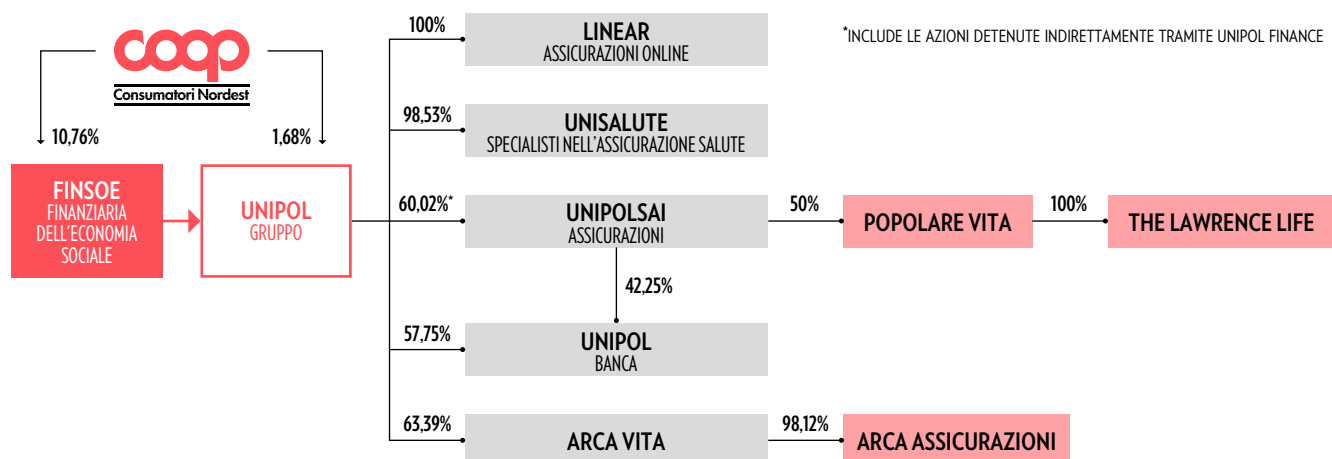 coop
Consumatori Nordest
10,76%
1,68%
FINSOE
FINANZIARIA
DELL'ECONOMIA
SOCIALE
UNIPOL
GRUPPO
100%
LINEAR
ASSICURAZIONI ONLINE
*INCLUDE LE AZIONI DETENUTE INDIRETTAMENTE TRAMITE UNIPOL FINANCE
98,53%
UNISALUTE
SPECIALISTI NELL'ASSICURAZIONE SALUTE
60,02%*
UNIPOLSAI
ASSICURAZIONI
50%
POPOLARE VITA
100%
THE LAWRENCE LIFE
42,25%
57,75%
UNIPOL
BANCA
63,39%
ARCA VITA
98,12%
ARCA ASSICURAZIONI